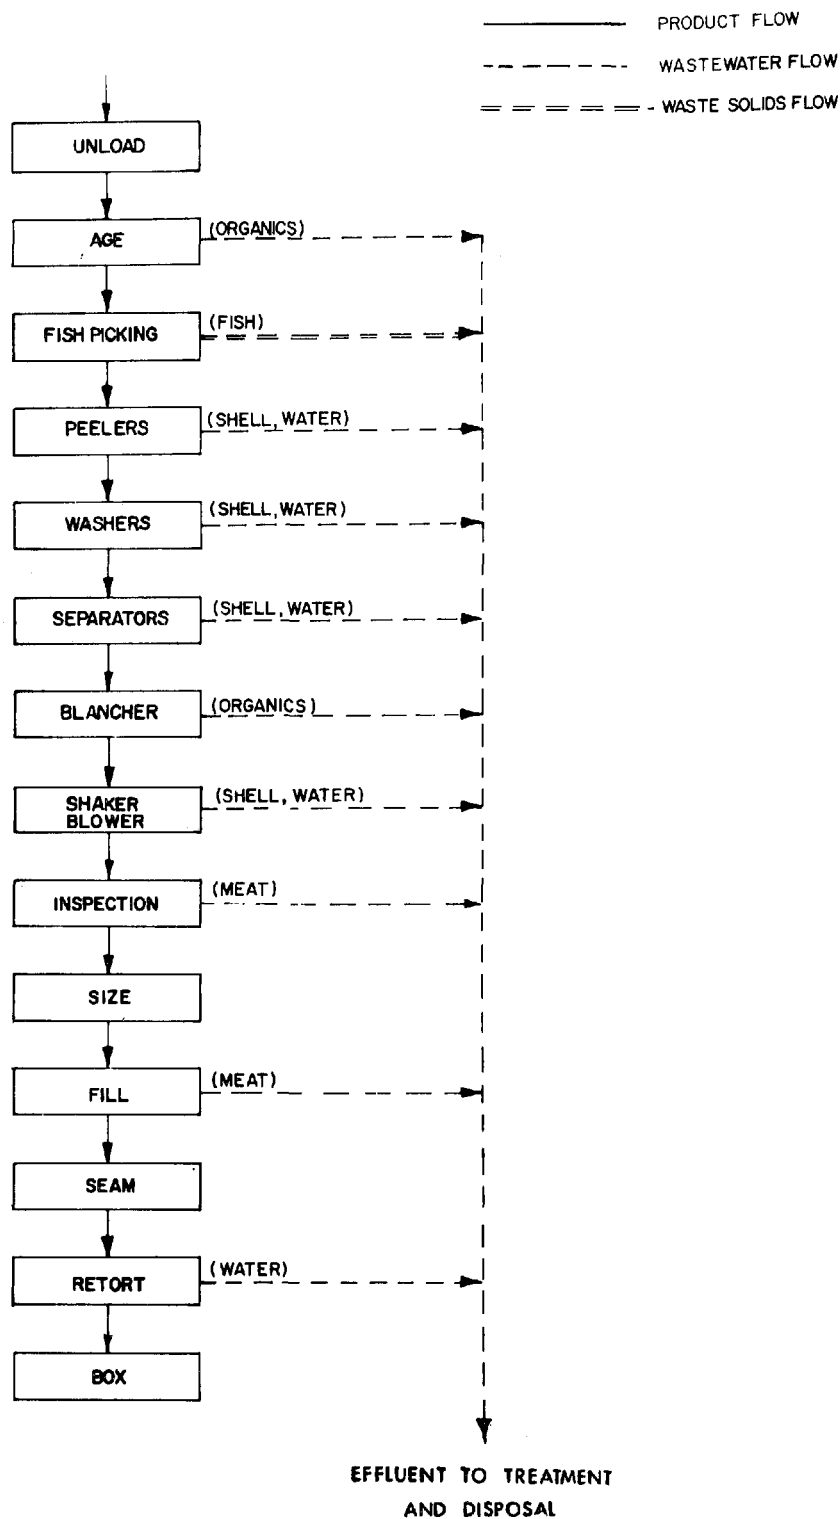 PRODUCT FLOW
WASTEWATER FLOW
WASTE SOLIDS FLOW
UNLOAD
AGE
(ORGANICS)
FISH PICKING
(FISH)
PEELERS
(SHELL, WATER)
WASHERS
(SHELL, WATER)
SEPARATORS
(SHELL, WATER)
BLANCHER
(ORGANICS)
SHAKER
BLOWER
(SHELL, WATER)
INSPECTION
(MEAT)
SIZE
FILL
(MEAT)
SEAM
RETORT
(WATER)
BOX
EFFLUENT TO TREATMENT
AND DISPOSAL